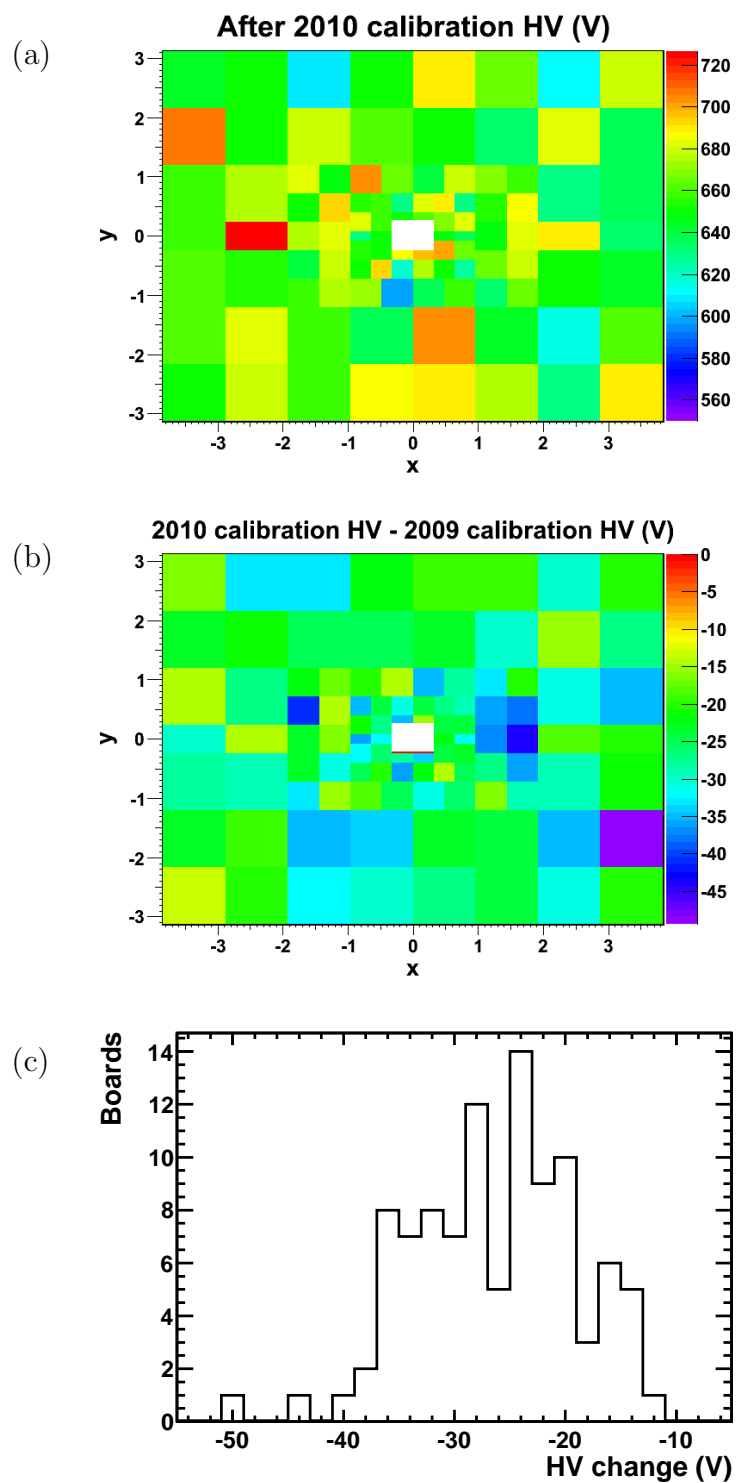 (a)
After 2010 calibration HV (V)
y
3
2
1
0
-1
-2
-3
-3 -2 -1 0 1 2 3
x
720
700
680
660
640
620
600
580
560
(b)
2010 calibration HV - 2009 calibration HV (V)
y
3
2
1
0
-1
-2
-3
-3 -2 -1 0 1 2 3
x
0
-5
-10
-15
-20
-25
-30
-35
-40
-45
(c)
Boards
14
12
10
8
6
4
2
0
-50 -40 -30 -20 -10
HV change (V)